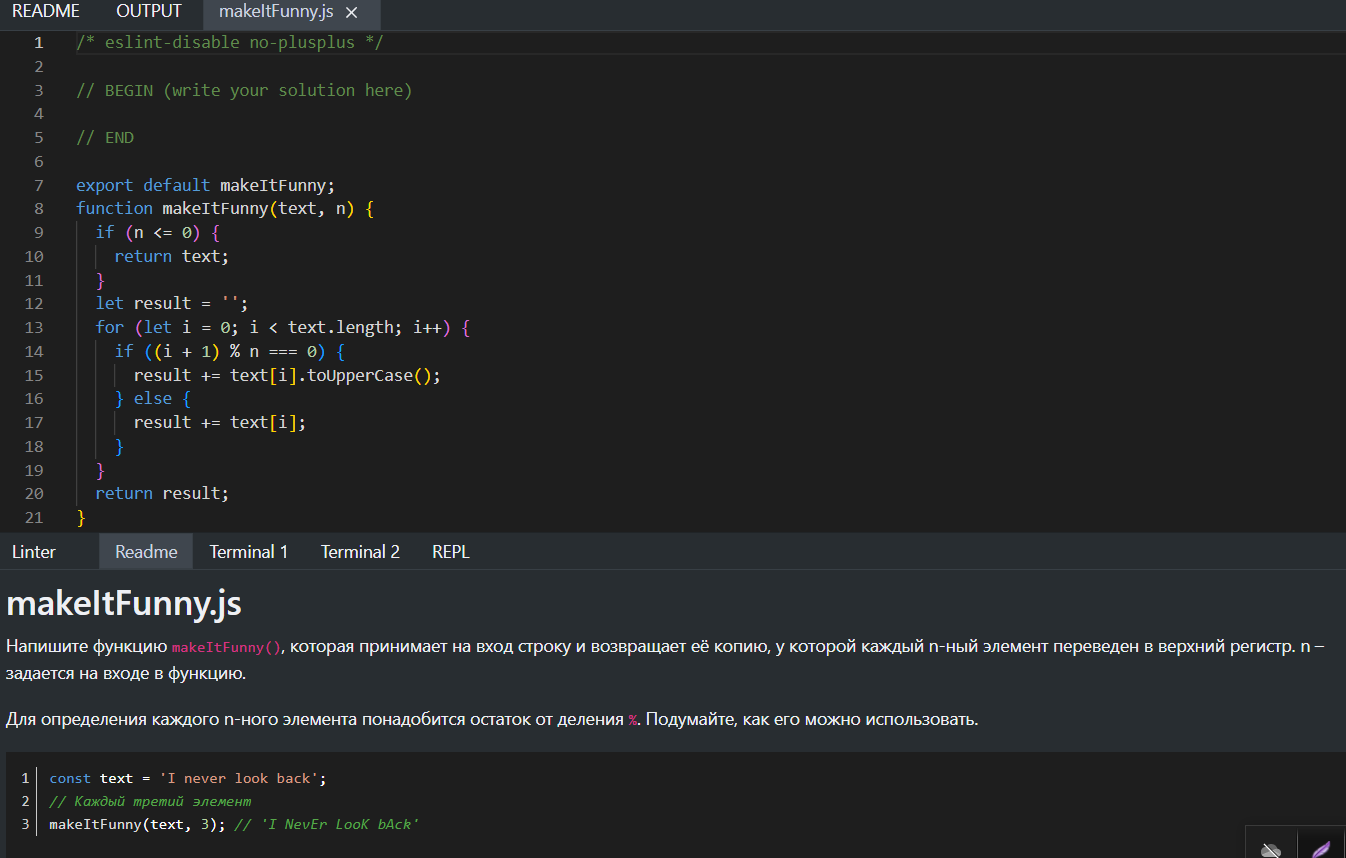 README OUTPUT makeItFunny.js ×
1 /* eslint-disable no-plusplus */
2
3 // BEGIN (write your solution here)
4
5 // END
6
7 export default makeItFunny;
8 function makeItFunny(text, n) {
9 if (n <= 0) {
10 return text;
11 }
12 let result = '';
13 for (let i = 0; i < text.length; i++) {
14 if ((i + 1) % n === 0) {
15 result += text[i].toUpperCase();
16 } else {
17 result += text[i];
18 }
19 }
20 return result;
21 }
Linter Readme Terminal 1 Terminal 2 REPL
makeItFunny.js
Напишите функцию makeItFunny(), которая принимает на вход строку и возвращает её копию, у которой каждый n-ный элемент переведен в верхний регистр. n –
задается на входе в функцию.
Для определения каждого n-ного элемента понадобится остаток от деления %. Подумайте, как его можно использовать.
1 const text = 'I never look back';
2 // Каждый третий элемент
3 makeItFunny(text, 3); // 'I NevEr LooK bAck'